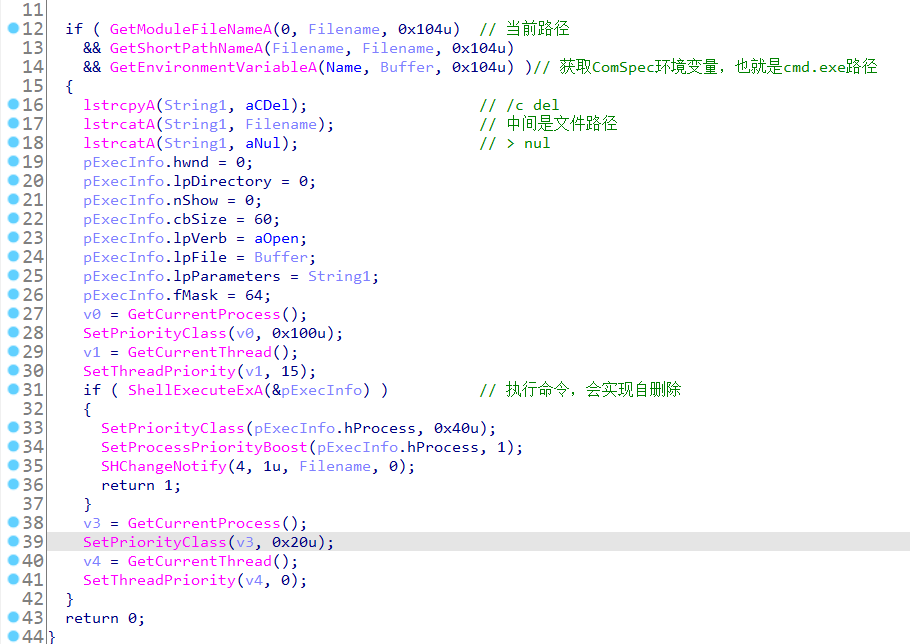 11
12 if ( GetModuleFileNameA(0, Filename, 0x104u) // 当前路径
13 && GetShortPathNameA(Filename, Filename, 0x104u)
14 && GetEnvironmentVariableA(Name, Buffer, 0x104u) )// 获取ComSpec环境变量，也就是cmd.exe路径
15 {
16 lstrcpyA(String1, aCDel); // /c del
17 lstrcatA(String1, Filename); // 中间是文件路径
18 lstrcatA(String1, aNul); // > nul
19 pExecInfo.hwnd = 0;
20 pExecInfo.lpDirectory = 0;
21 pExecInfo.nShow = 0;
22 pExecInfo.cbSize = 60;
23 pExecInfo.lpVerb = aOpen;
24 pExecInfo.lpFile = Buffer;
25 pExecInfo.lpParameters = String1;
26 pExecInfo.fMask = 64;
27 v0 = GetCurrentProcess();
28 SetPriorityClass(v0, 0x100u);
29 v1 = GetCurrentThread();
30 SetThreadPriority(v1, 15);
31 if ( ShellExecuteExA(&pExecInfo) ) // 执行命令，会实现自删除
32 {
33 SetPriorityClass(pExecInfo.hProcess, 0x40u);
34 SetProcessPriorityBoost(pExecInfo.hProcess, 1);
35 SHChangeNotify(4, 1u, Filename, 0);
36 return 1;
37 }
38 v3 = GetCurrentProcess();
39 SetPriorityClass(v3, 0x20u);
40 v4 = GetCurrentThread();
41 SetThreadPriority(v4, 0);
42 }
43 return 0;
44 }